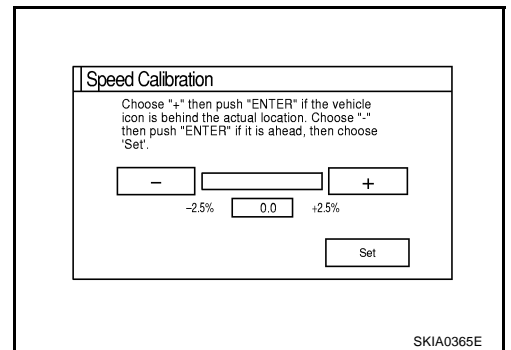 Speed Calibration
Choose "+" then push "ENTER" if the vehicle
icon is behind the actual location. Choose "-"
then push "ENTER" if it is ahead, then choose
'Set'.
− +
−2.5% 0.0 +2.5%
Set
SKIA0365E